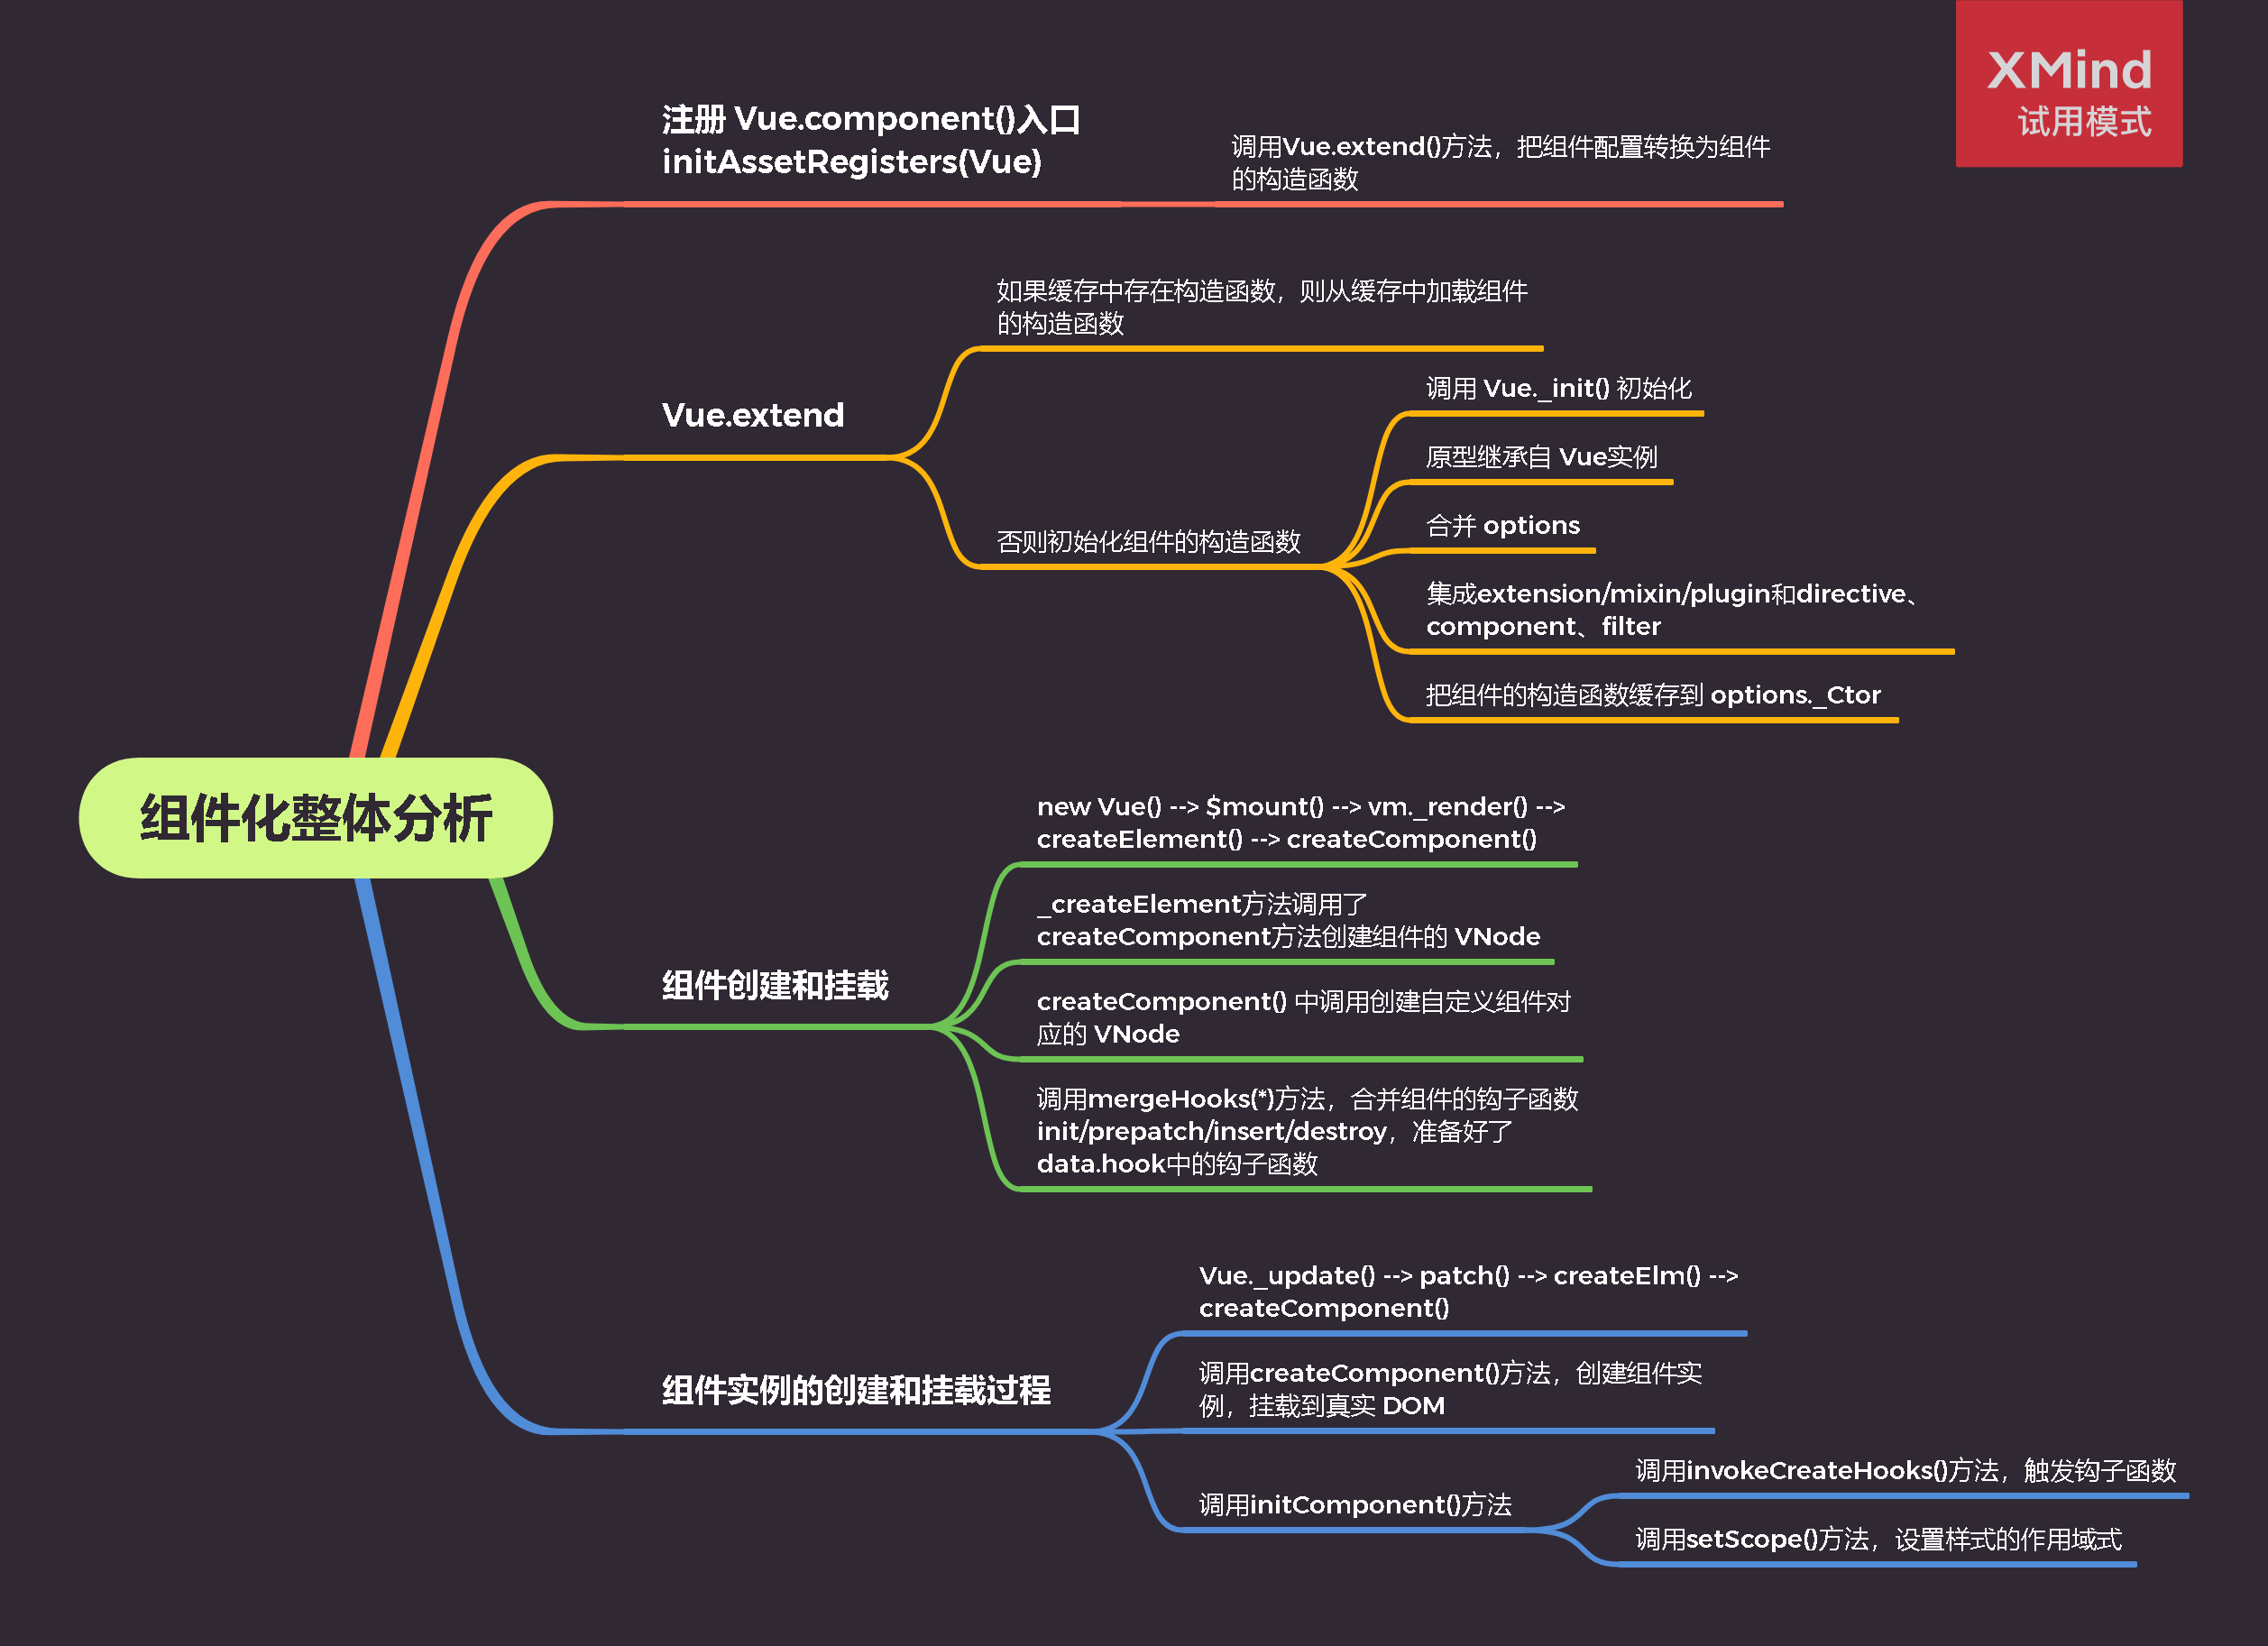 XMind
试用模式
注册 Vue.component()入口
initAssetRegisters(Vue)
调用Vue.extend()方法，把组件配置转换为组件
的构造函数
Vue.extend
如果缓存中存在构造函数，则从缓存中加载组件
的构造函数
否则初始化组件的构造函数
调用 Vue._init() 初始化
原型继承自 Vue实例
合并 options
集成extension/mixin/plugin和directive、
component、filter
把组件的构造函数缓存到 options._Ctor
组件化整体分析
组件创建和挂载
new Vue() --> $mount() --> vm._render() -->
createElement() --> createComponent()
_createElement方法调用了
createComponent方法创建组件的 VNode
createComponent() 中调用创建自定义组件对
应的 VNode
调用mergeHooks(*)方法，合并组件的钩子函数
init/prepatch/insert/destroy，准备好了
data.hook中的钩子函数
组件实例的创建和挂载过程
Vue._update() --> patch() --> createElm() -->
createComponent()
调用createComponent()方法，创建组件实
例，挂载到真实 DOM
调用initComponent()方法
调用invokeCreateHooks()方法，触发钩子函数
调用setScope()方法，设置样式的作用域式